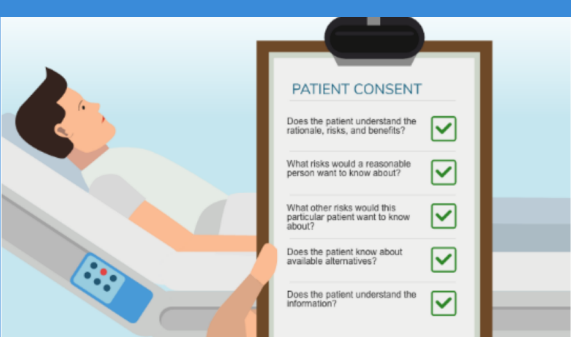 PATIENT CONSENT
Does the patient understand the
rationale, risks, and benefits?
What risks would a reasonable
person want to know about?
What other risks would this
particular patient want to know
about?
Does the patient know about
available alternatives?
Does the patient understand the
information?